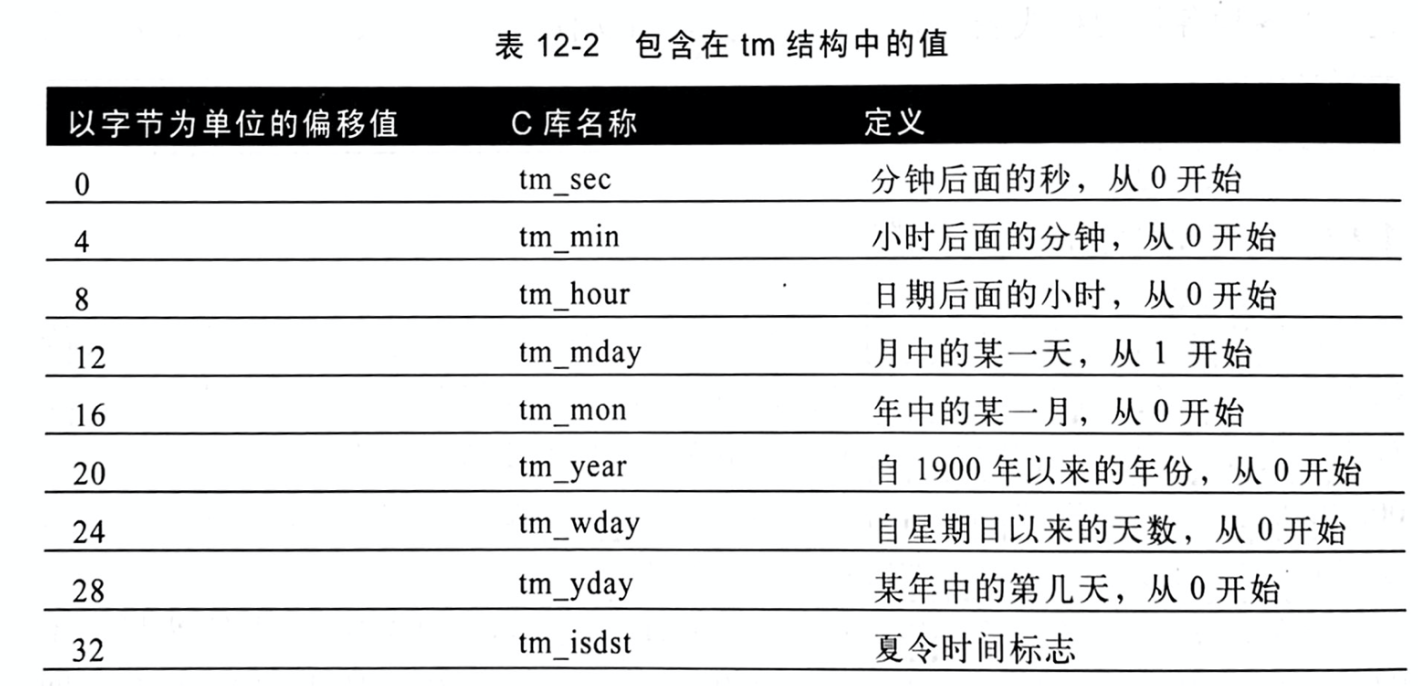 表 12-2 包含在 tm 结构中的值
以字节为单位的偏移值 C 库名称 定义
0 tm_sec 分钟后面的秒，从 0 开始
4 tm_min 小时后面的分钟，从 0 开始
8 tm_hour 日期后面的小时，从 0 开始
12 tm_mday 月中的某一天，从 1 开始
16 tm_mon 年中的某一月，从 0 开始
20 tm_year 自 1900 年以来的年份，从 0 开始
24 tm_wday 自星期日以来的天数，从 0 开始
28 tm_yday 某年中的第几天，从 0 开始
32 tm_isdst 夏令时间标志